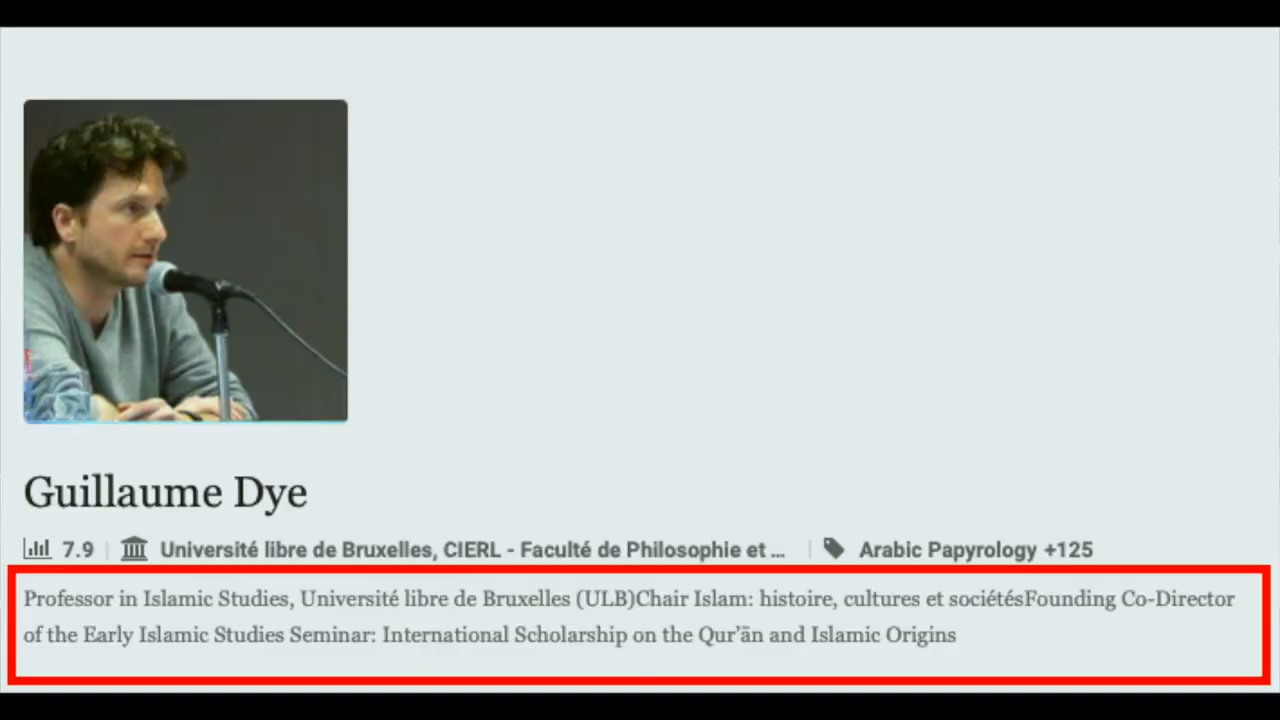 Guillaume Dye
7.9 | Université libre de Bruxelles, CIERL - Faculté de Philosophie et ... | Arabic Papyrology +125
Professor in Islamic Studies, Université libre de Bruxelles (ULB)Chair Islam: histoire, cultures et sociétésFounding Co-Director
of the Early Islamic Studies Seminar: International Scholarship on the Qur’ān and Islamic Origins